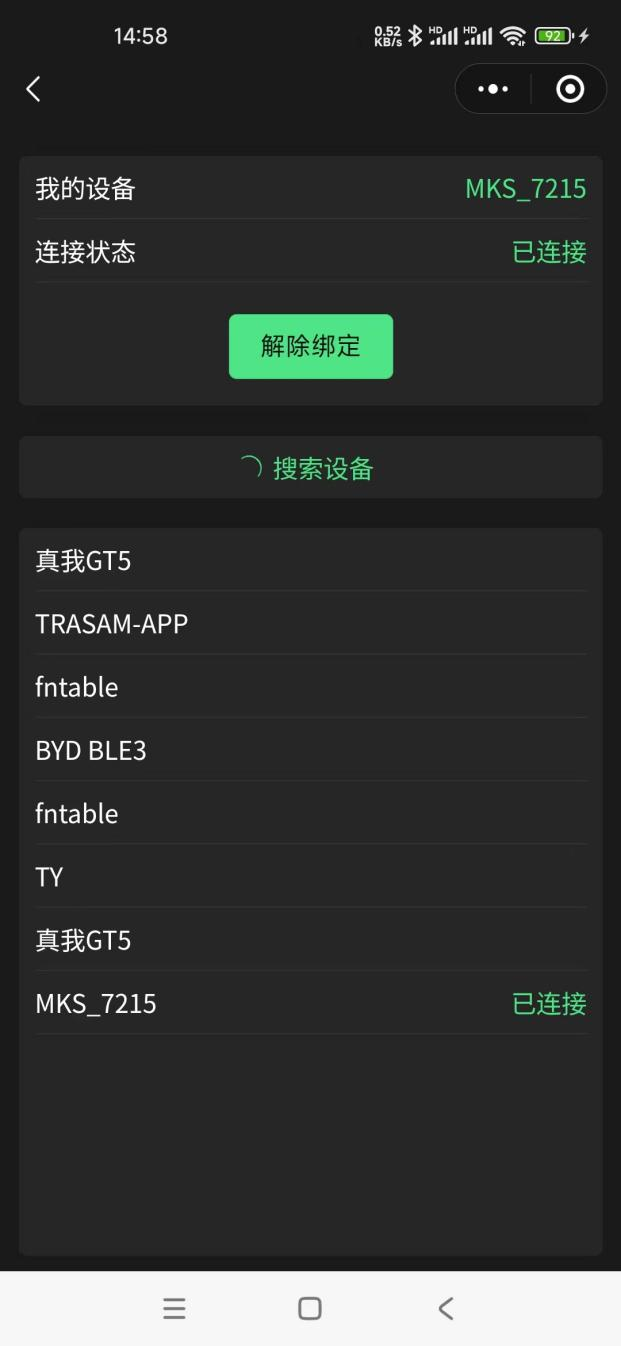 14:58
0.52 KB/s
HD
HD
92
我的设备 MKS_7215
连接状态 已连接
解除绑定
搜索设备
真我GT5
TRASAM-APP
fntable
BYD BLE3
fntable
TY
真我GT5
MKS_7215 已连接